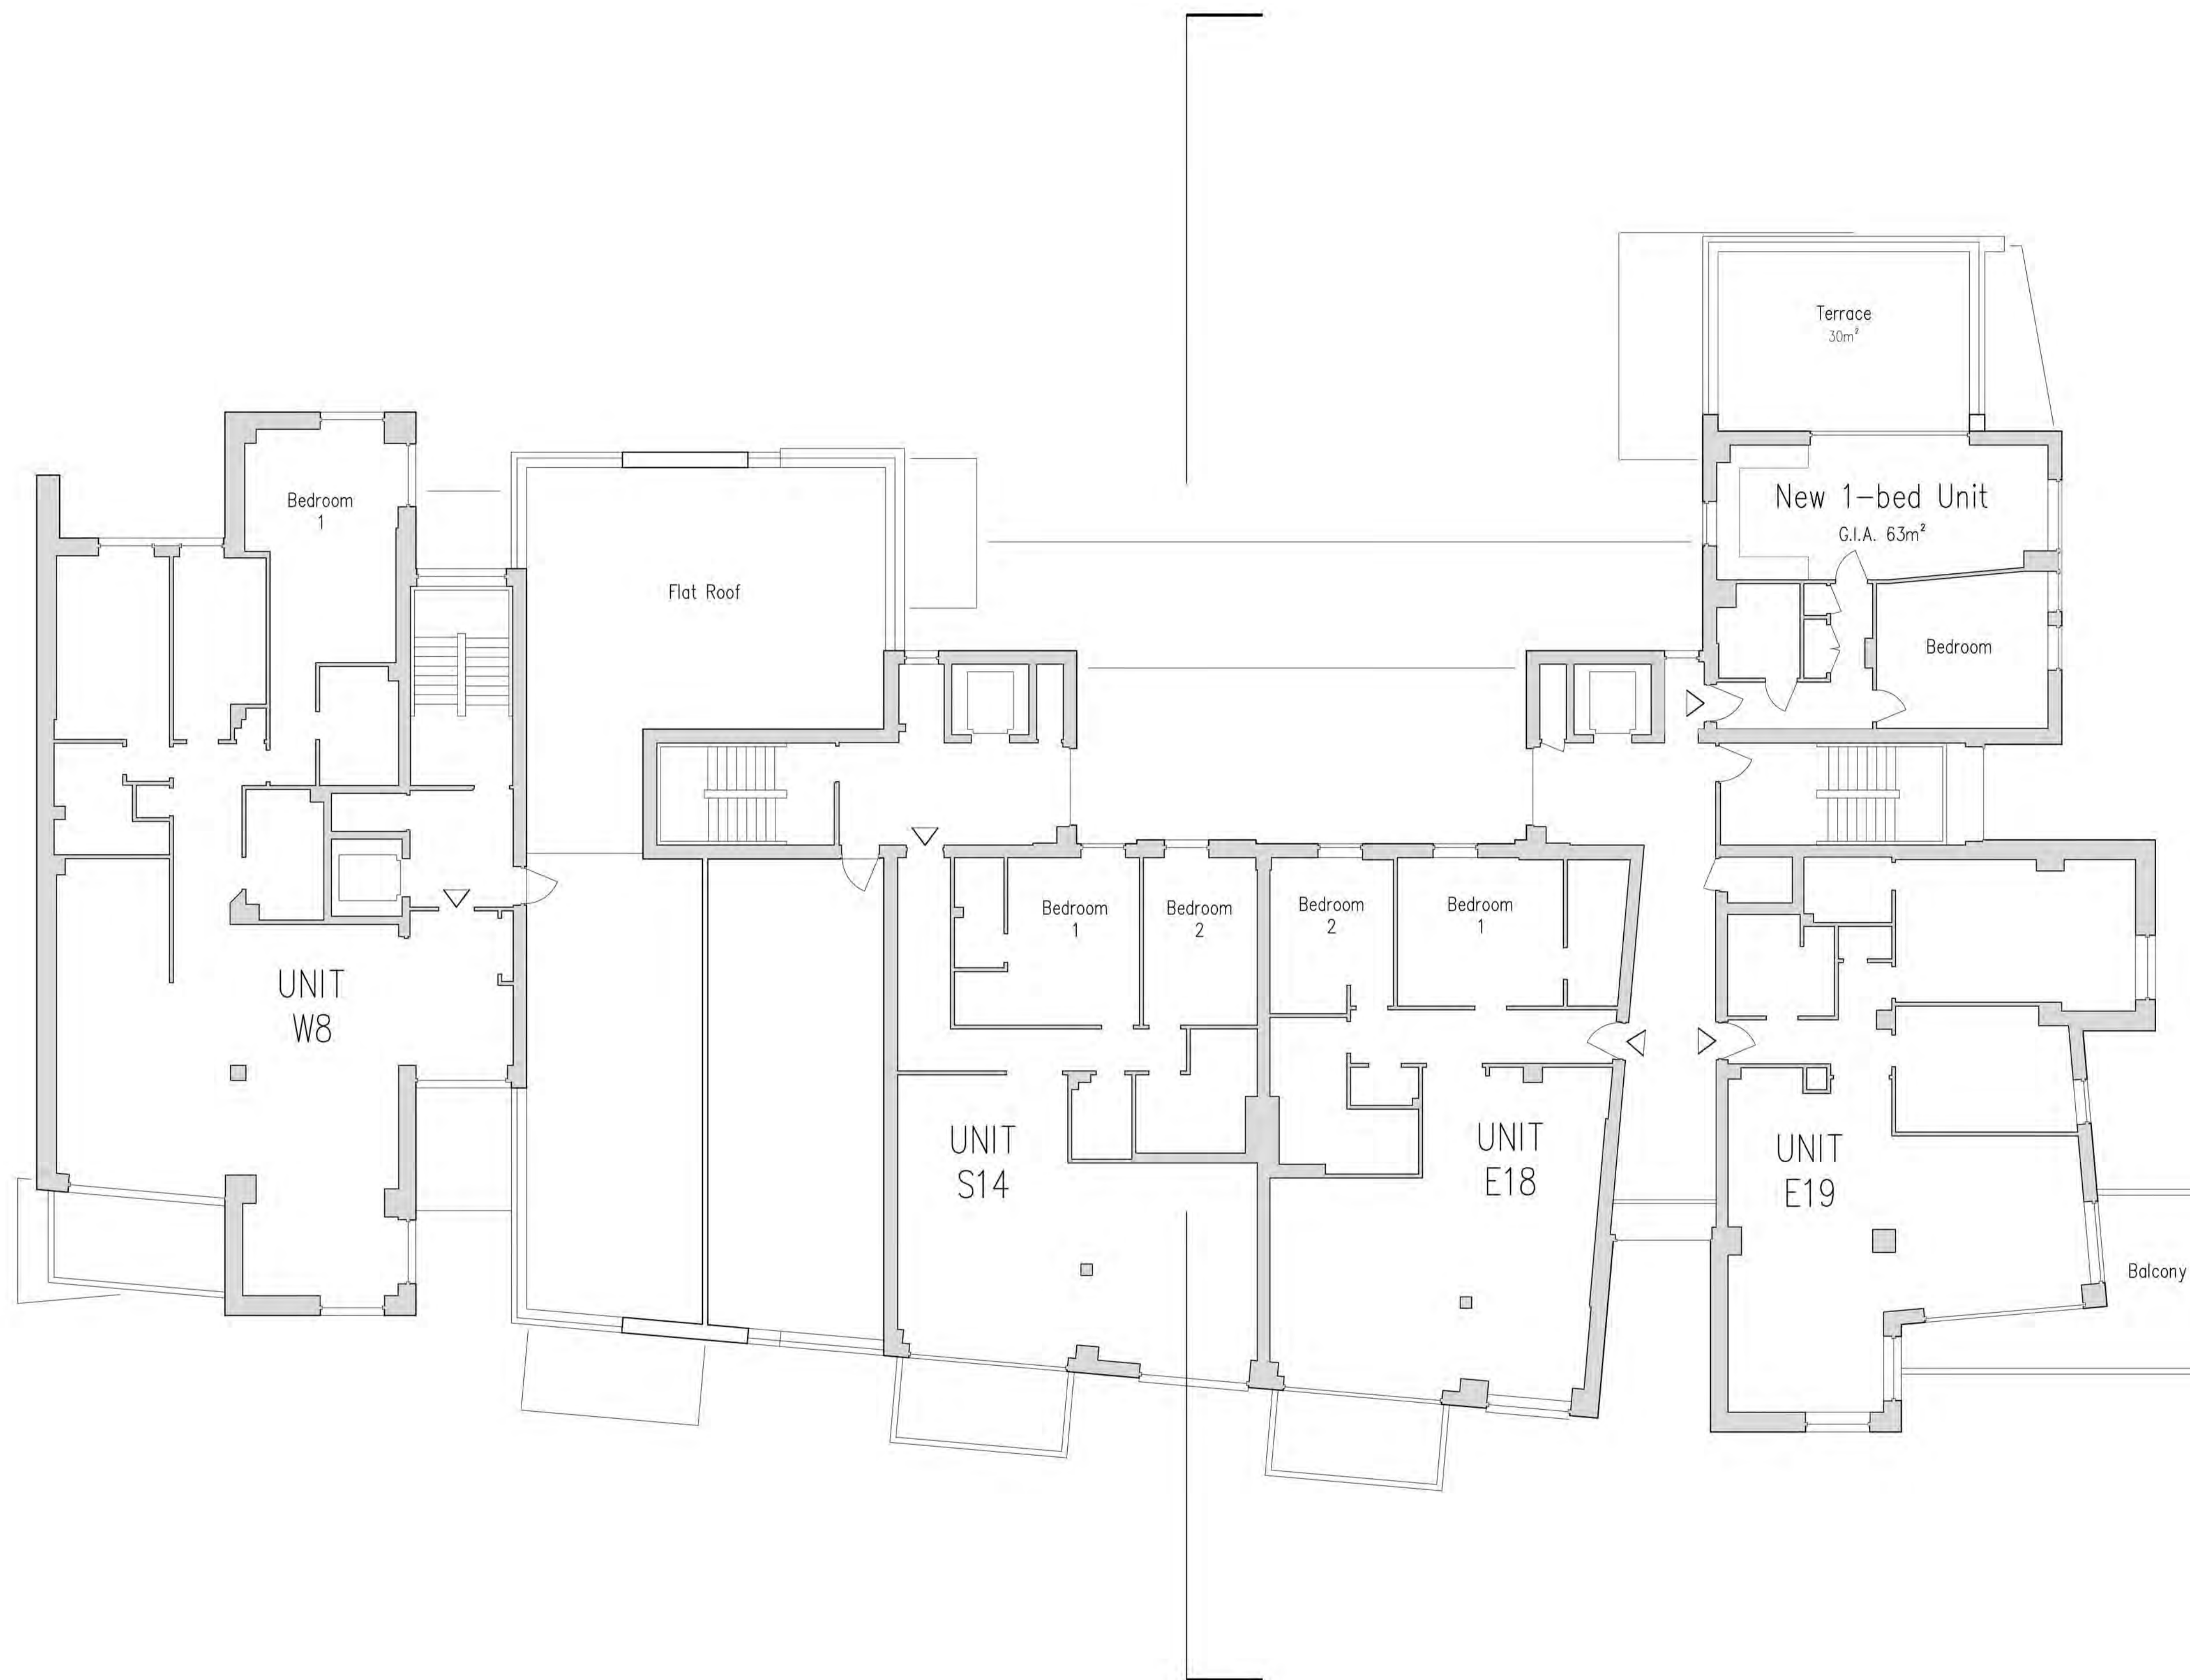 Terrace
30m²
New 1-bed Unit
G.I.A. 63m²
Bedroom
Bedroom
1
Flat Roof
Bedroom
1
Bedroom
2
Bedroom
2
Bedroom
1
UNIT
W8
UNIT
S14
UNIT
E18
UNIT
E19
Balcony